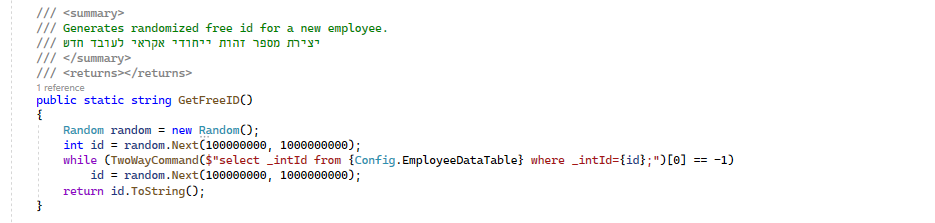 /// <summary>
/// Generates randomized free id for a new employee.
/// יצירת מספר זהות ייחודי אקראי לעובד חדש
/// </summary>
/// <returns></returns>
1 reference
public static string GetFreeID()
{
Random random = new Random();
int id = random.Next(100000000, 1000000000);
while (TwoWayCommand($"select _intId from {Config.EmployeeDataTable} where _intId={id};")[0] == -1)
id = random.Next(100000000, 1000000000);
return id.ToString();
}